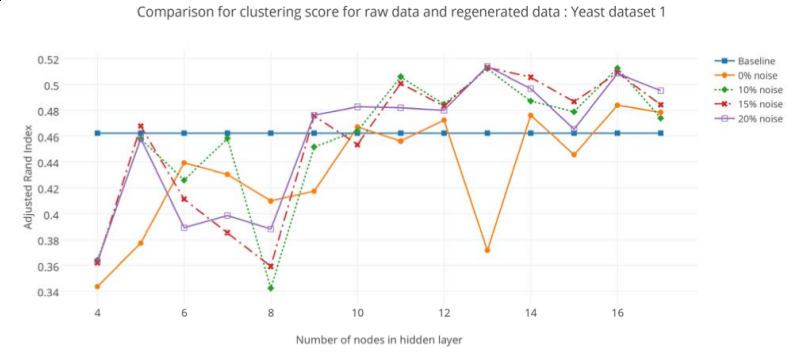 Comparison for clustering score for raw data and regenerated data : Yeast dataset 1
0.52
0.5
0.48
0.46
0.44
0.42
0.4
0.38
0.36
0.34
Adjusted Rand Index
4 6 8 10 12 14 16
Number of nodes in hidden layer
Baseline
0% noise
10% noise
15% noise
20% noise